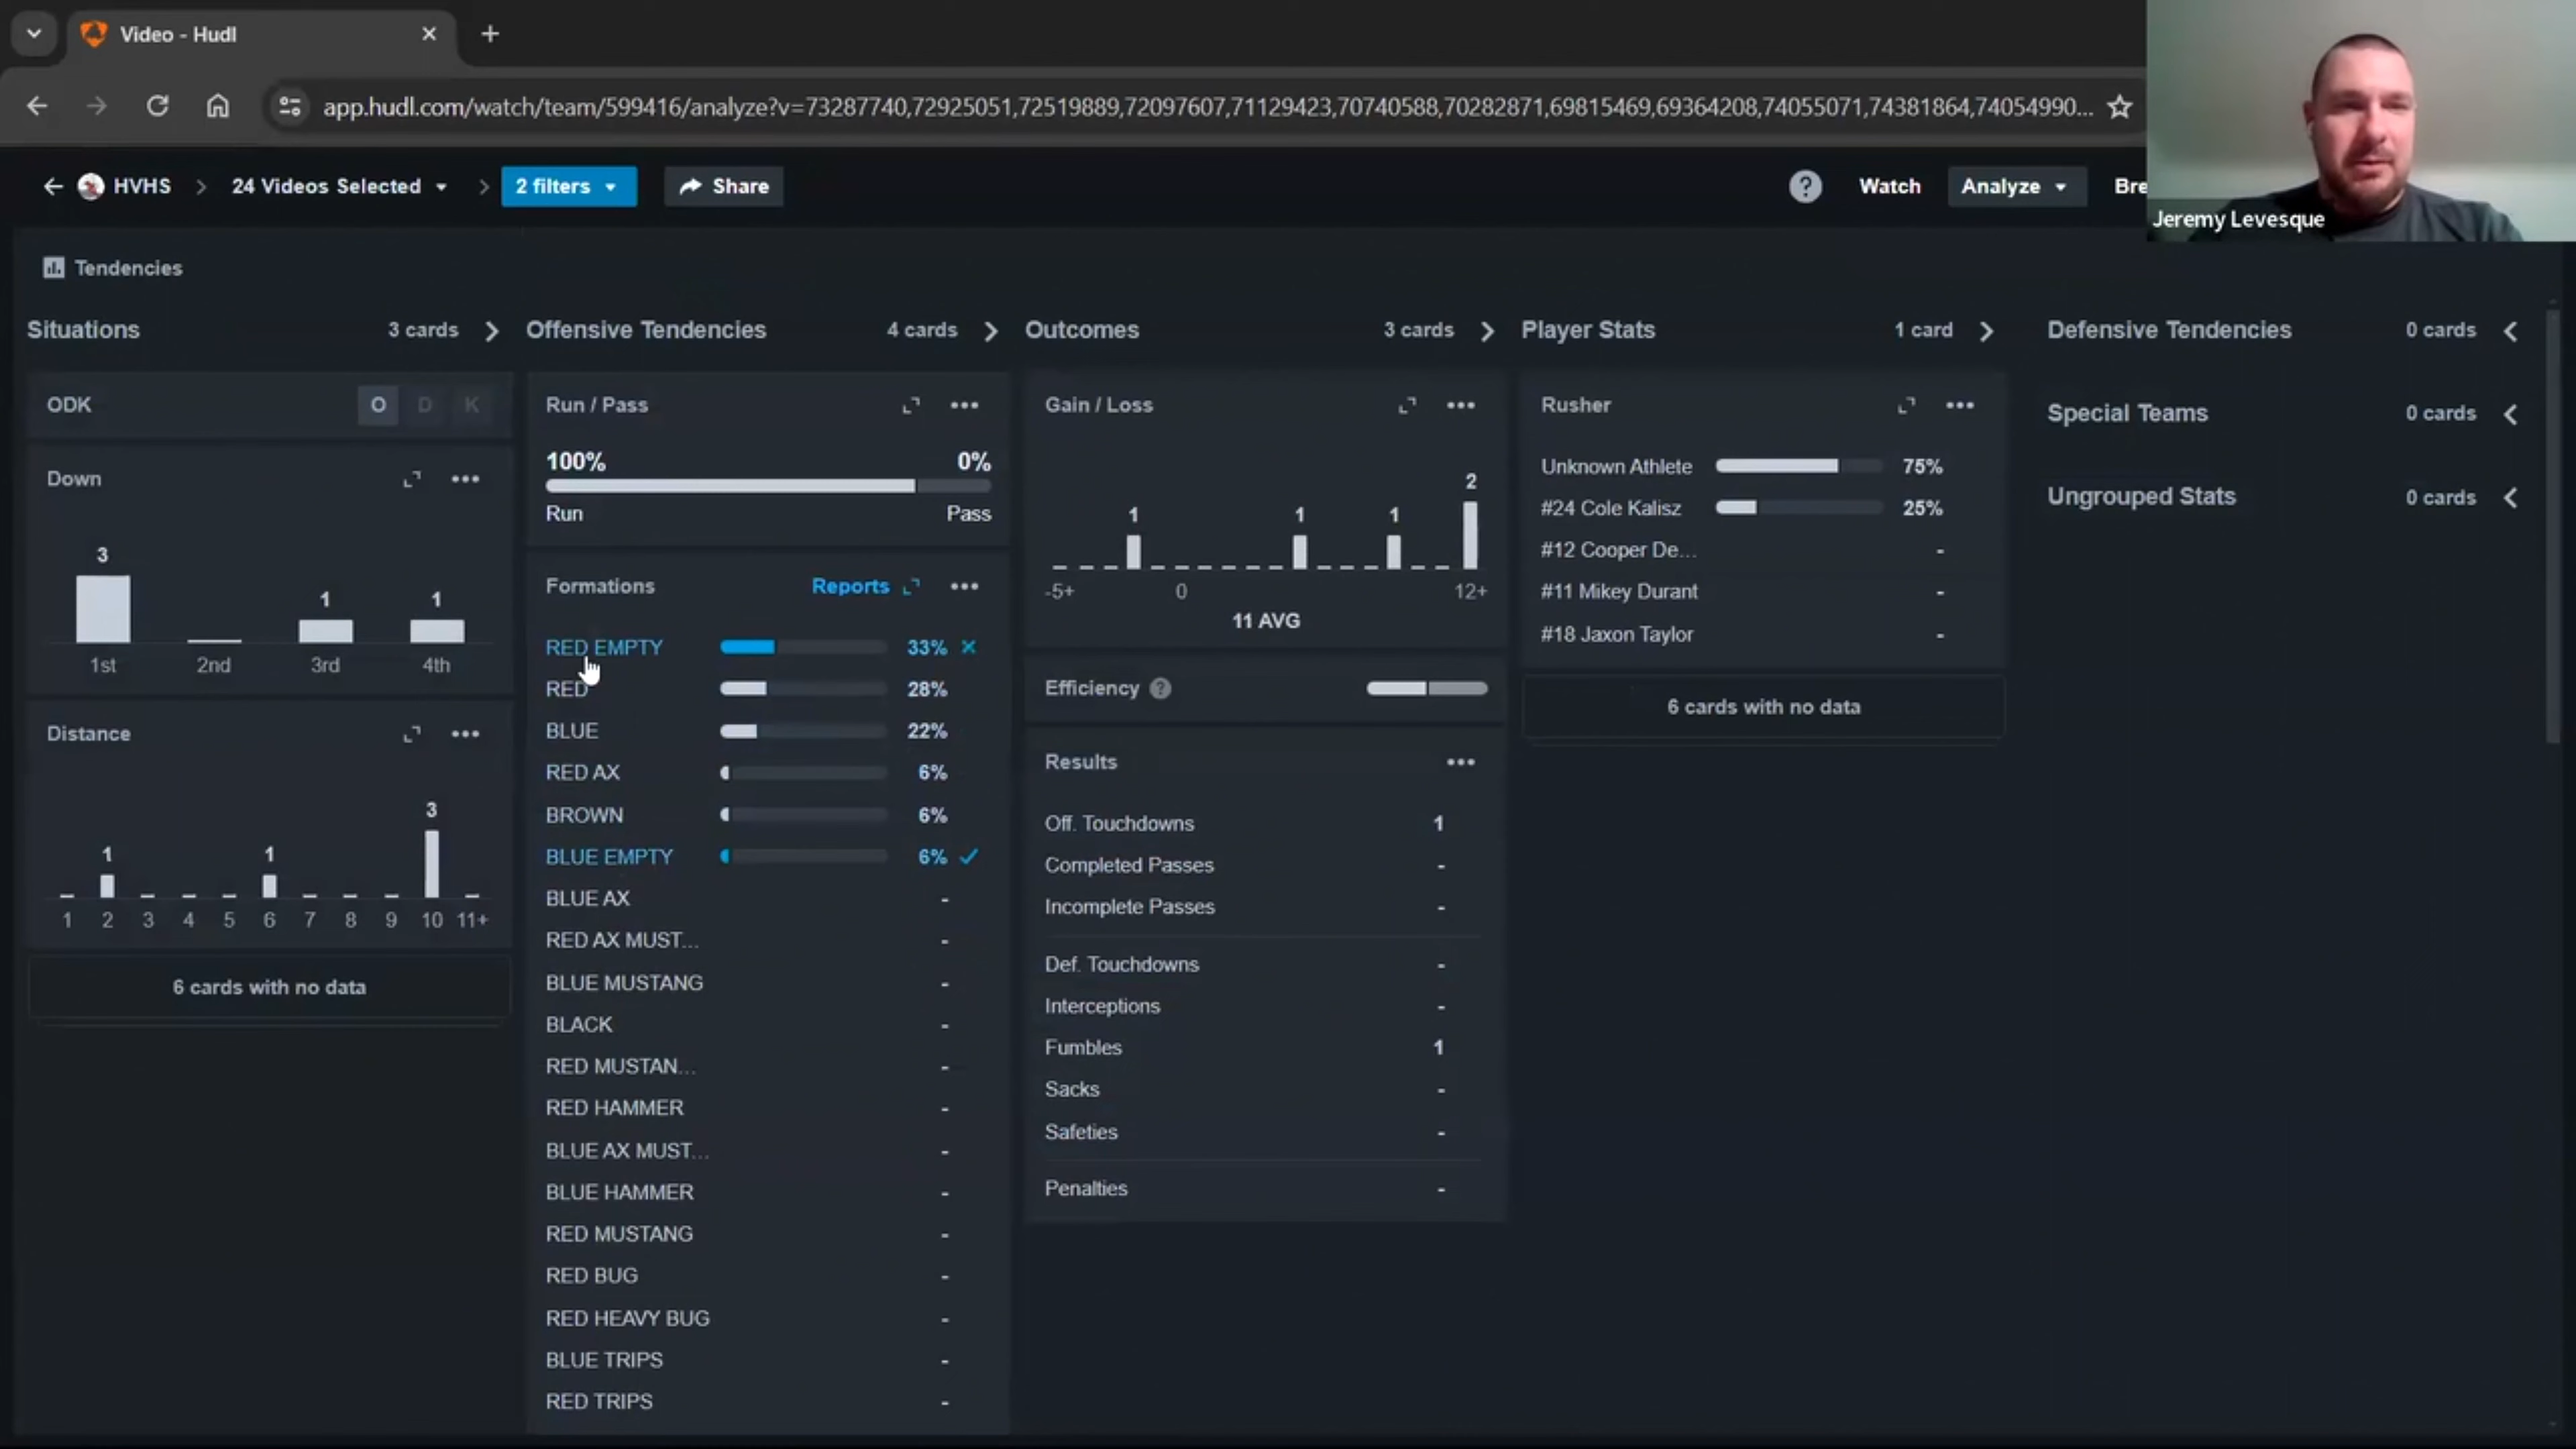 Video - Hudl
app.hudl.com/watch/team/599416/analyze?v=73287740,72925051,72519889,72097607,71129423,70740588,70282871,69815469,69364208,74055071,74381864,74054990...
HVHS
24 Videos Selected
2 filters
Share
?
Watch
Analyze
Bre
Jeremy Levesque
Tendencies
Situations 3 cards
ODK O D K
Down
3
1
1
1st 2nd 3rd 4th
Distance
1
1
3
1 2 3 4 5 6 7 8 9 10 11+
6 cards with no data
Offensive Tendencies 4 cards
Run / Pass
100% 0%
Run Pass
Formations Reports
RED EMPTY 33%
RED 28%
BLUE 22%
RED AX 6%
BROWN 6%
BLUE EMPTY 6%
BLUE AX -
RED AX MUST... -
BLUE MUSTANG -
BLACK -
RED MUSTAN... -
RED HAMMER -
BLUE AX MUST... -
BLUE HAMMER -
RED MUSTANG -
RED BUG -
RED HEAVY BUG -
BLUE TRIPS -
RED TRIPS -
Outcomes 3 cards
Gain / Loss
1 1 1 2
-5+ 0 12+
11 AVG
Efficiency ?
Results
Off. Touchdowns 1
Completed Passes -
Incomplete Passes -
Def. Touchdowns -
Interceptions -
Fumbles 1
Sacks -
Safeties -
Penalties -
Player Stats 1 card
Rusher
Unknown Athlete 75%
#24 Cole Kalisz 25%
#12 Cooper De... -
#11 Mikey Durant -
#18 Jaxon Taylor -
6 cards with no data
Defensive Tendencies 0 cards
Special Teams 0 cards
Ungrouped Stats 0 cards